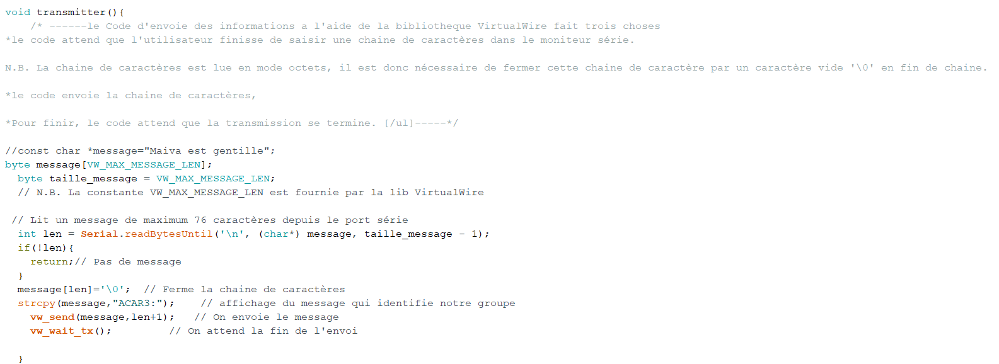 void transmitter(){
/* ------le Code d'envoie des informations a l'aide de la bibliotheque VirtualWire fait trois choses
*le code attend que l'utilisateur finisse de saisir une chaine de caractères dans le moniteur série.
N.B. La chaine de caractères est lue en mode octets, il est donc nécessaire de fermer cette chaine de caractère par un caractère vide '\0' en fin de chaine.
*le code envoie la chaine de caractères,
*Pour finir, le code attend que la transmission se termine. [/ul]-----*/
//const char *message="Maiva est gentille";
byte message[VW_MAX_MESSAGE_LEN];
byte taille_message = VW_MAX_MESSAGE_LEN;
// N.B. La constante VW_MAX_MESSAGE_LEN est fournie par la lib VirtualWire
// Lit un message de maximum 76 caractères depuis le port série
int len = Serial.readBytesUntil('\n', (char*) message, taille_message - 1);
if(!len){
return;// Pas de message
}
message[len]='\0';  // Ferme la chaine de caractères
strcpy(message,"ACAR3:");    // affichage du message qui identifie notre groupe
vw_send(message,len+1);   // On envoie le message
vw_wait_tx();         // On attend la fin de l'envoi
}